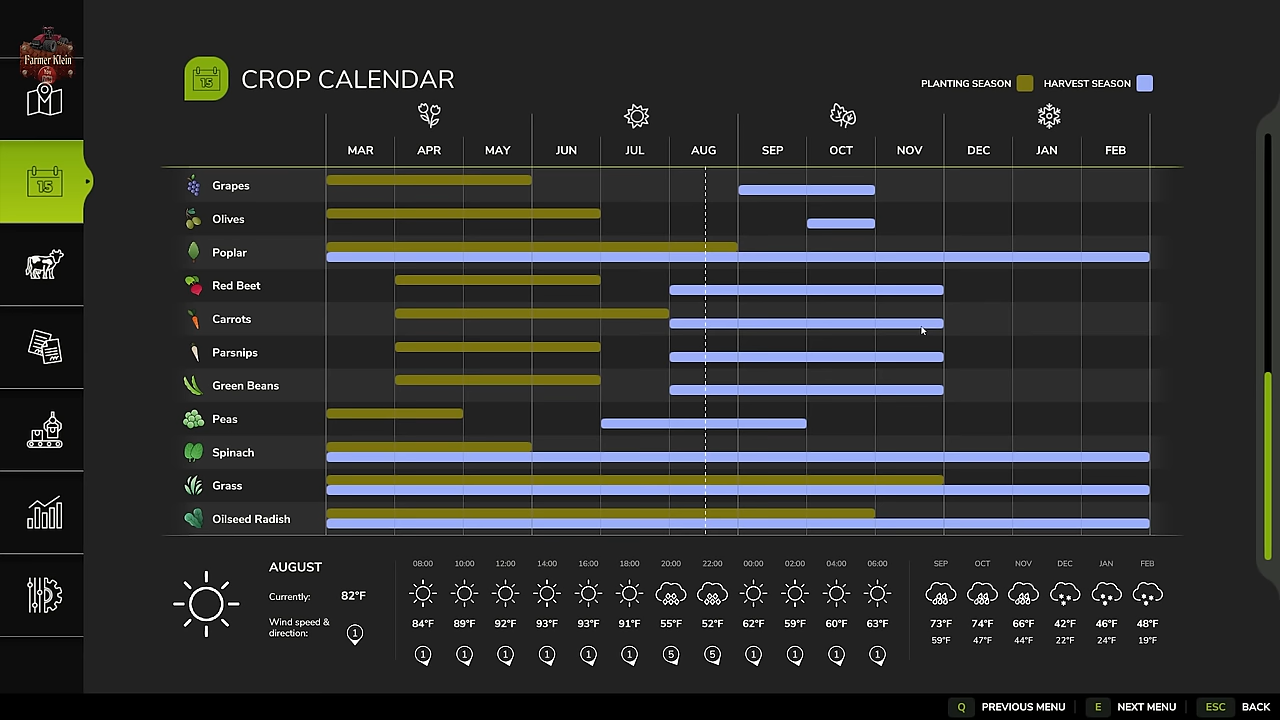 Farmer Klein
You
CROP CALENDAR
PLANTING SEASON
HARVEST SEASON
MAR APR MAY JUN JUL AUG SEP OCT NOV DEC JAN FEB
15
Grapes
Olives
Poplar
Red Beet
Carrots
Parsnips
Green Beans
Peas
Spinach
Grass
Oilseed Radish
AUGUST
Currently: 82°F
Wind speed & direction: 1
08:00 10:00 12:00 14:00 16:00 18:00 20:00 22:00 00:00 02:00 04:00 06:00
84°F 89°F 92°F 93°F 93°F 91°F 55°F 52°F 62°F 59°F 60°F 63°F
1 1 1 1 1 1 5 5 1 1 1 1
SEP OCT NOV DEC JAN FEB
73°F 74°F 66°F 42°F 46°F 48°F
59°F 47°F 44°F 22°F 24°F 19°F
Q PREVIOUS MENU E NEXT MENU ESC BACK